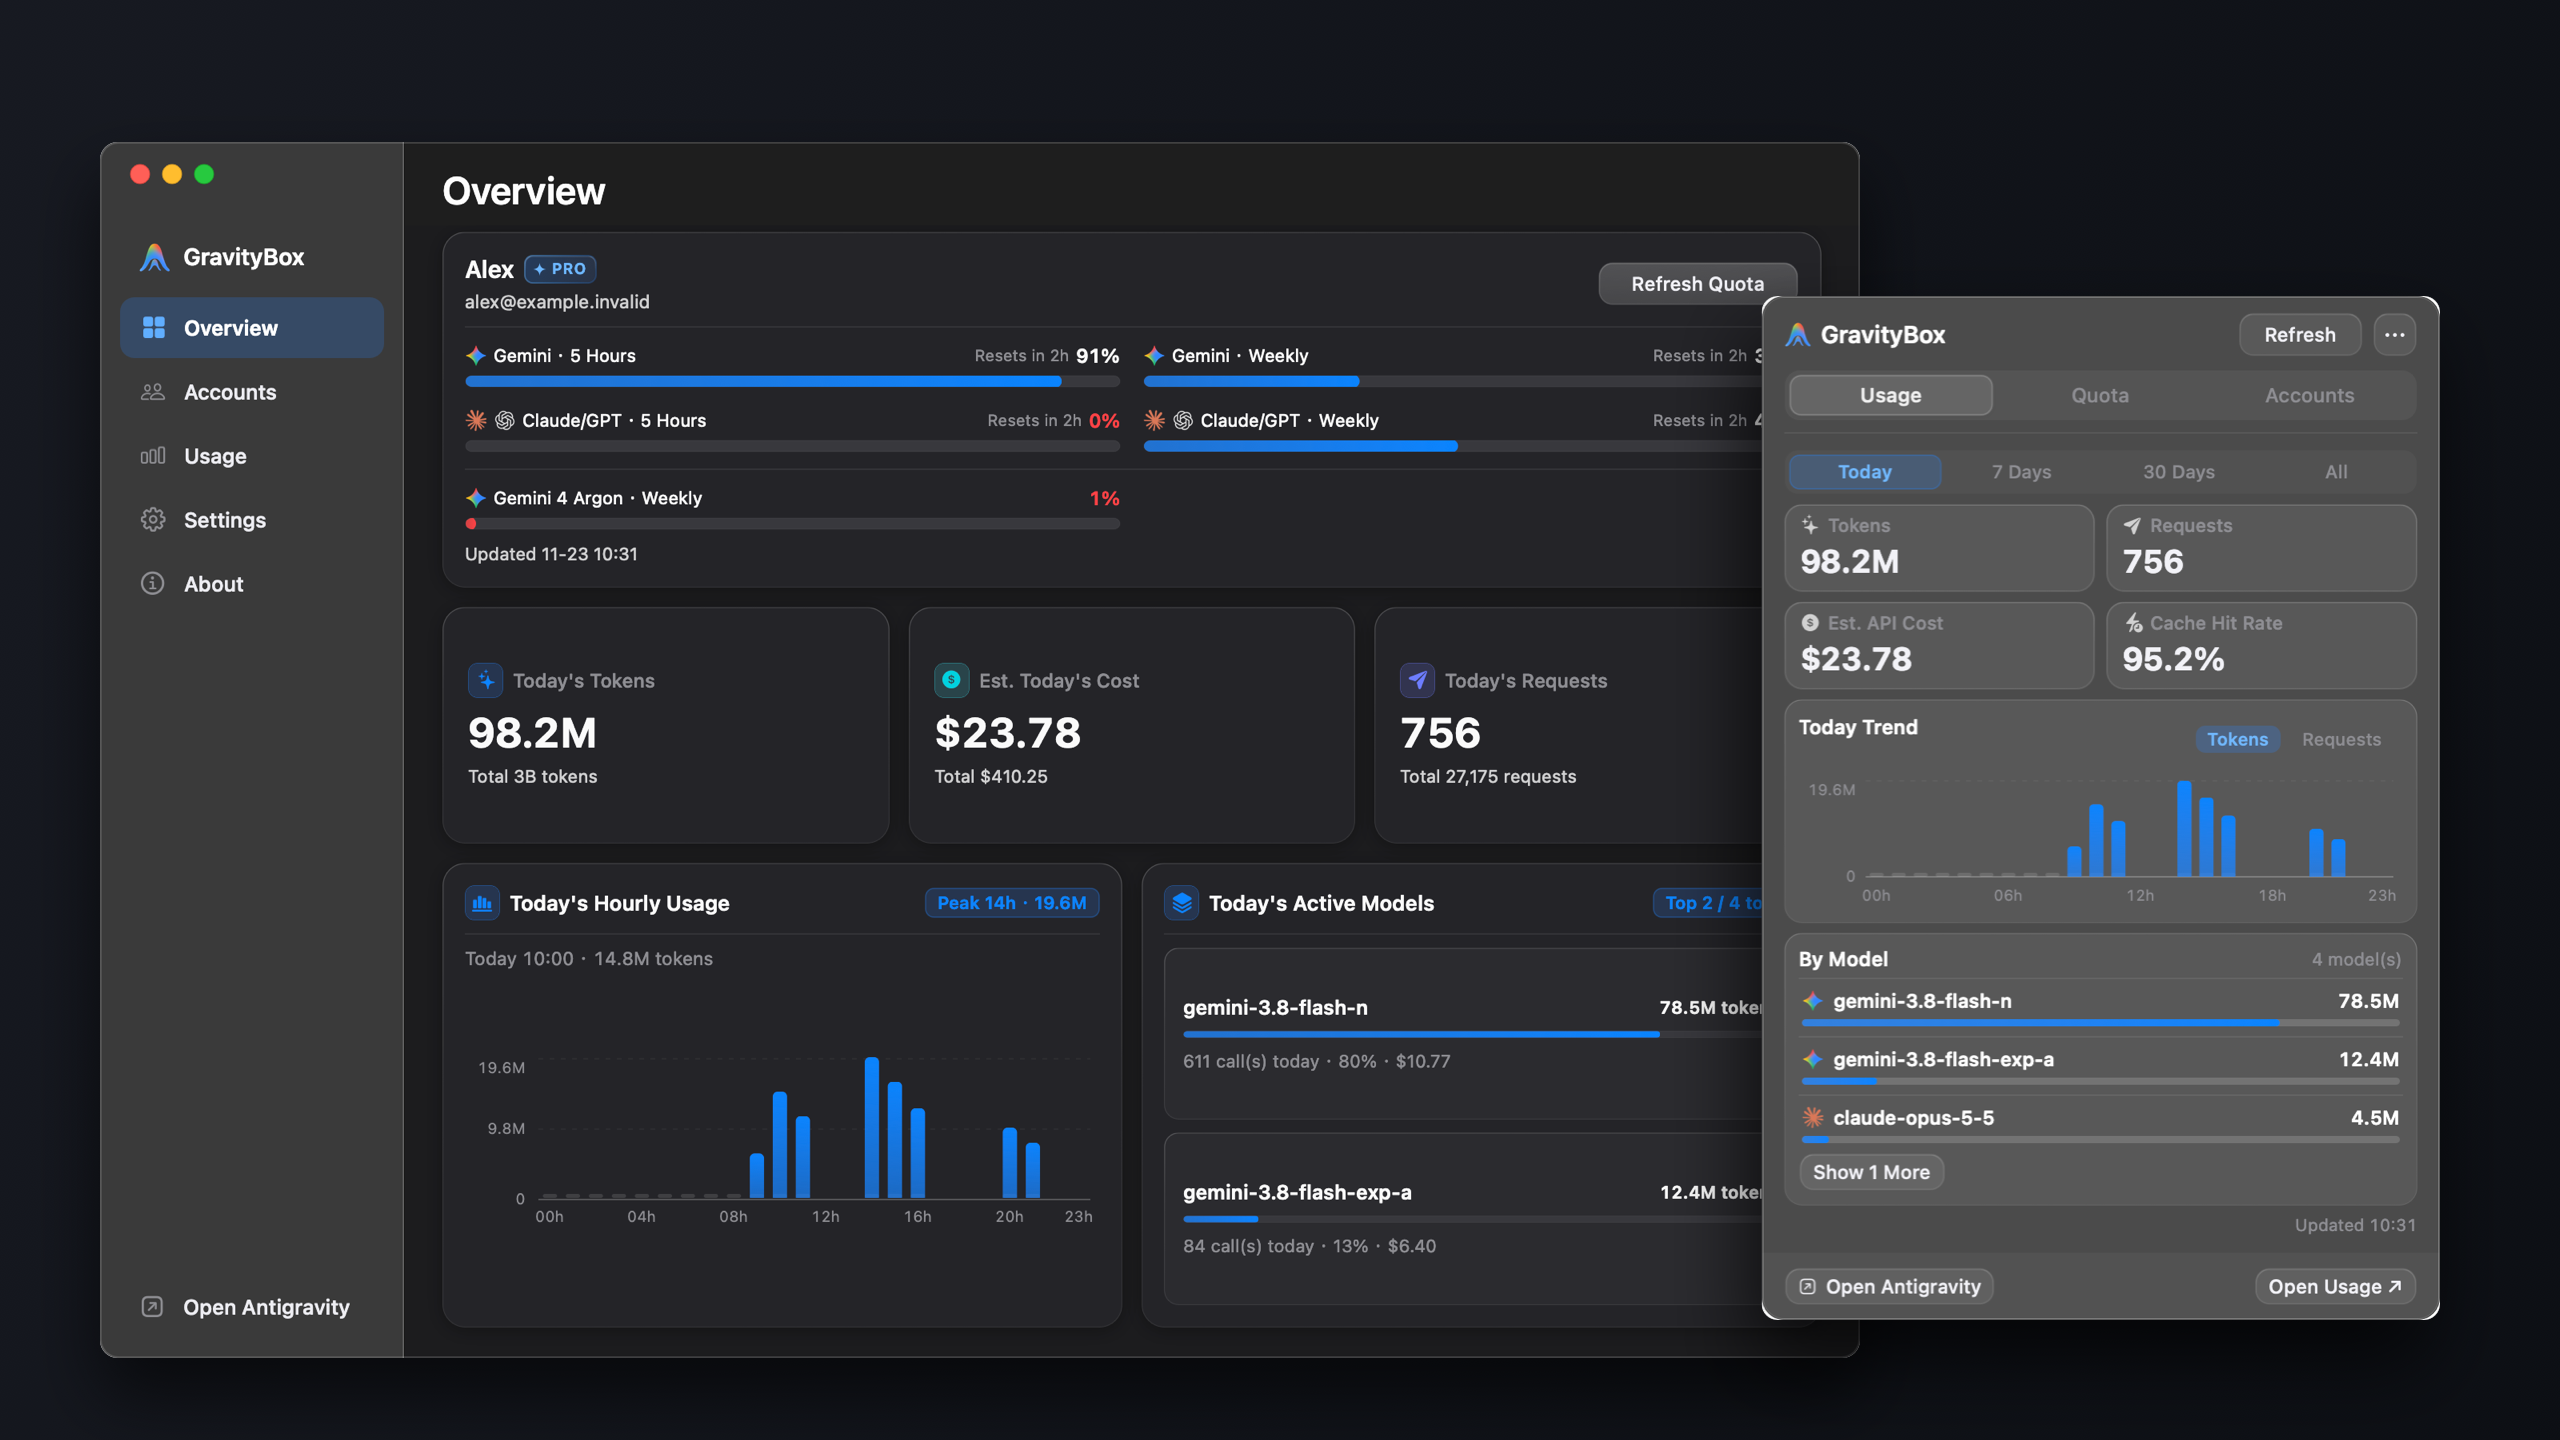 GravityBox
Overview
Accounts
Usage
Settings
About
Open Antigravity
Overview
Alex PRO
alex@example.invalid
Refresh Quota
Gemini · 5 Hours Resets in 2h 91%
Gemini · Weekly Resets in 2h
Claude/GPT · 5 Hours Resets in 2h 0%
Claude/GPT · Weekly Resets in 2h
Gemini 4 Argon · Weekly 1%
Updated 11-23 10:31
Today's Tokens
98.2M
Total 3B tokens
Est. Today's Cost
$23.78
Total $410.25
Today's Requests
756
Total 27,175 requests
Today's Hourly Usage Peak 14h · 19.6M
Today 10:00 · 14.8M tokens
19.6M
9.8M
0
00h 04h 08h 12h 16h 20h 23h
Today's Active Models Top 2 / 4
gemini-3.8-flash-n 78.5M
611 call(s) today · 80% · $10.77
gemini-3.8-flash-exp-a 12.4M
84 call(s) today · 13% · $6.40
GravityBox Refresh ...
Usage Quota Accounts
Today 7 Days 30 Days All
Tokens
98.2M
Requests
756
Est. API Cost
$23.78
Cache Hit Rate
95.2%
Today Trend
Tokens Requests
19.6M
0
00h 06h 12h 18h 23h
By Model 4 model(s)
gemini-3.8-flash-n 78.5M
gemini-3.8-flash-exp-a 12.4M
claude-opus-5-5 4.5M
Show 1 More
Updated 10:31
Open Antigravity Open Usage